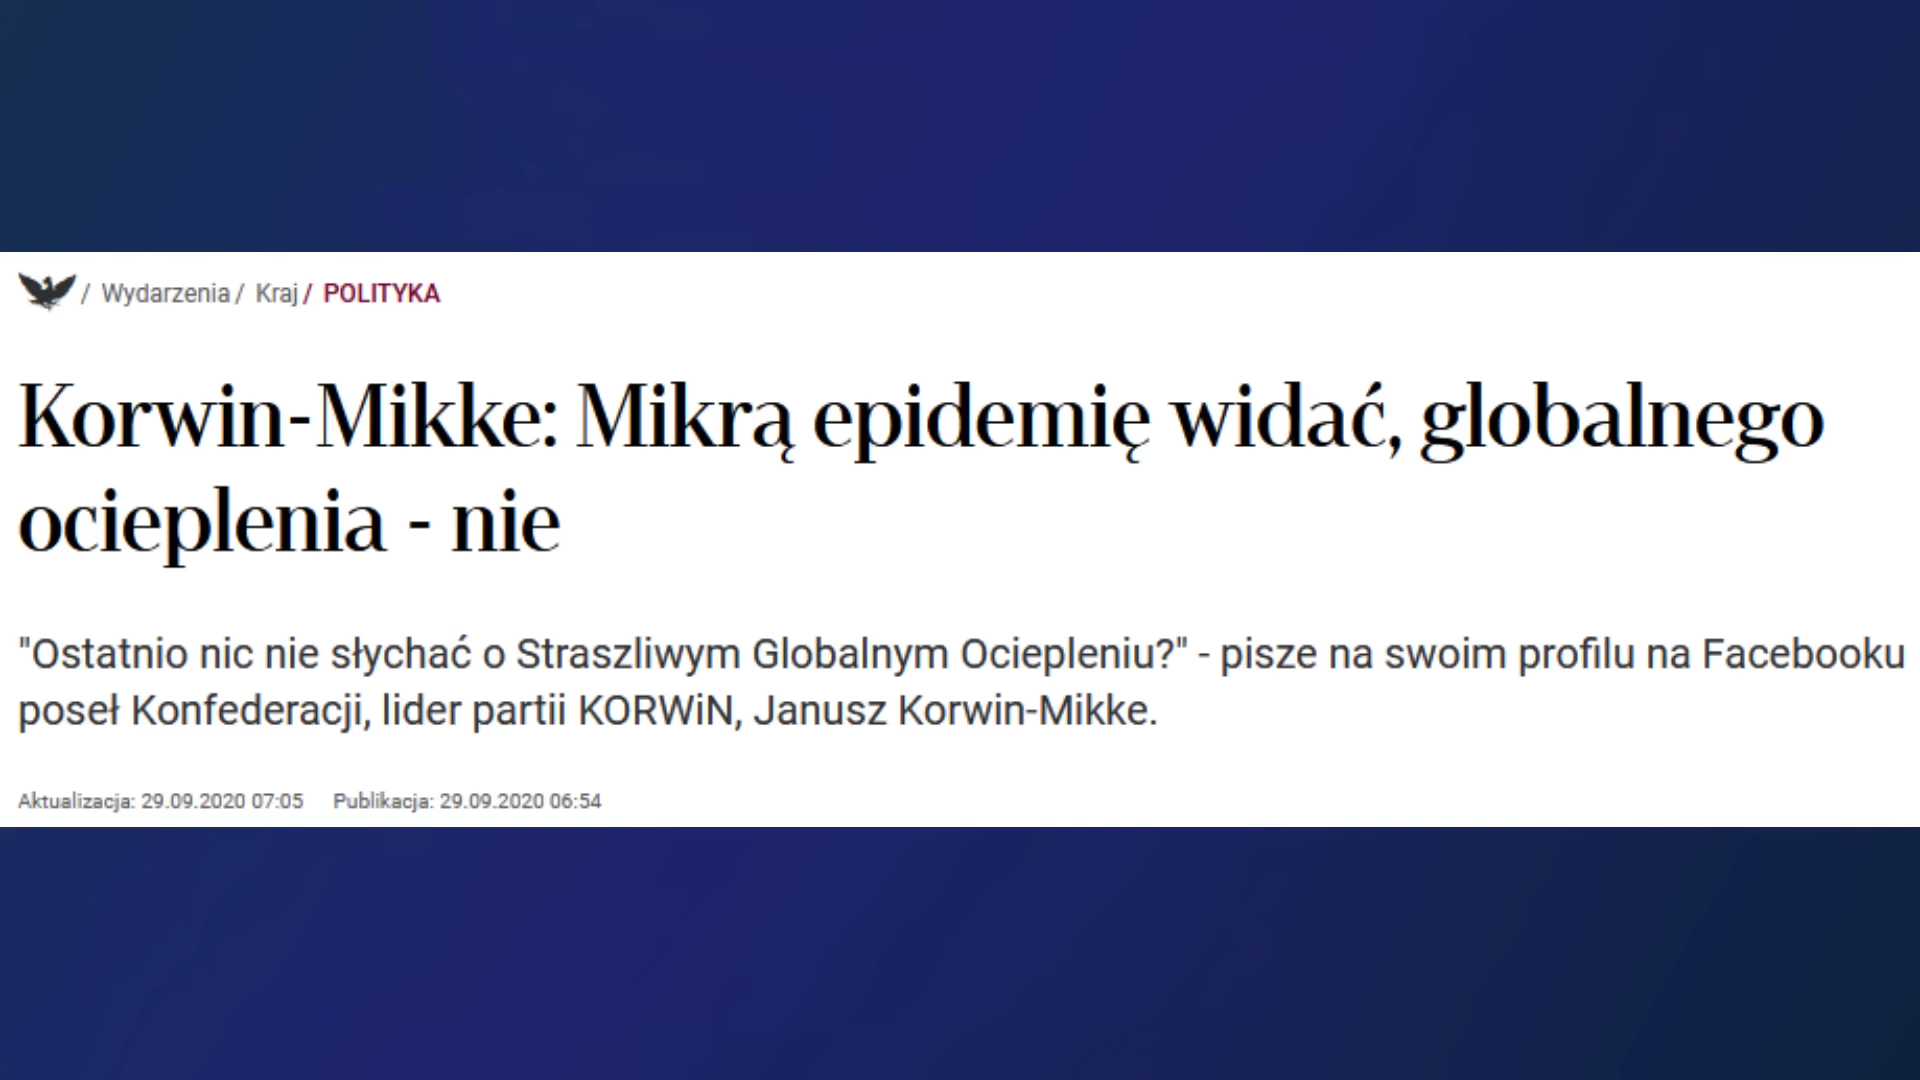 / Wydarzenia / Kraj / POLITYKA
Korwin-Mikke: Mikrą epidemię widać, globalnego
ocieplenia - nie
"Ostatnio nic nie słychać o Straszliwym Globalnym Ociepleniu?" - pisze na swoim profilu na Facebooku
poseł Konfederacji, lider partii KORWiN, Janusz Korwin-Mikke.
Aktualizacja: 29.09.2020 07:05 Publikacja: 29.09.2020 06:54